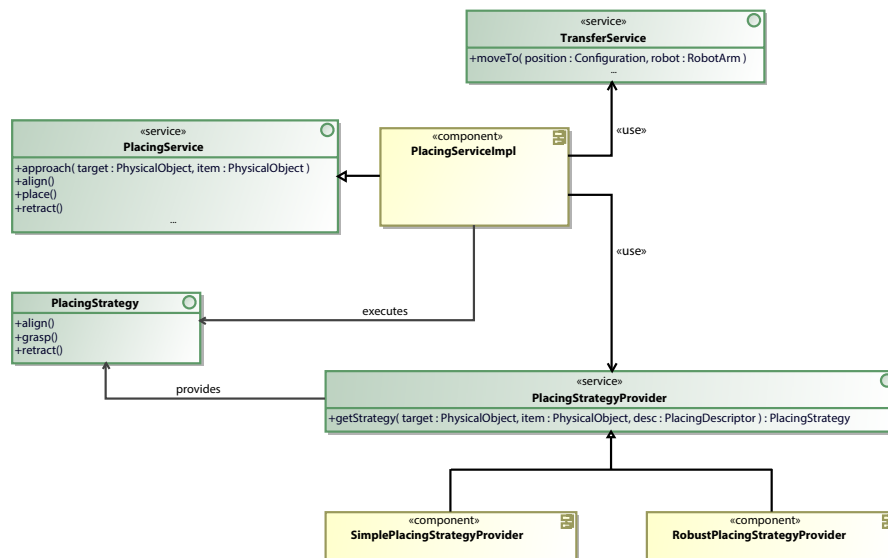 «service»
TransferService
+moveTo( position : Configuration, robot : RobotArm )
...
«service»
PlacingService
+approach( target : PhysicalObject, item : PhysicalObject )
+align()
+place()
+retract()
...
«component»
PlacingServiceImpl
«use»
«use»
PlacingStrategy
+align()
+grasp()
+retract()
executes
provides
«service»
PlacingStrategyProvider
+getStrategy( target : PhysicalObject, item : PhysicalObject, desc : PlacingDescriptor ) : PlacingStrategy
«component»
SimplePlacingStrategyProvider
«component»
RobustPlacingStrategyProvider